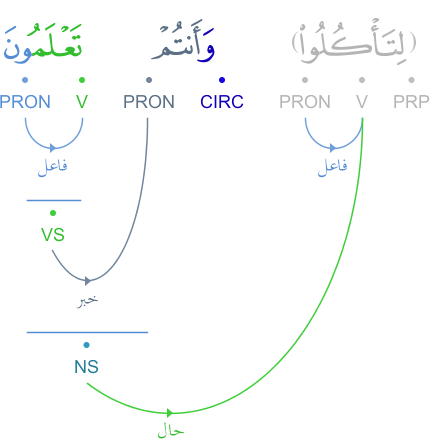 (لِتَأْكُلُوا۟) وَأَنتُمْ تَعْلَمُونَ
PRP V PRON CIRC PRON V PRON
فاعل فاعل
VS
خبر
NS
حال